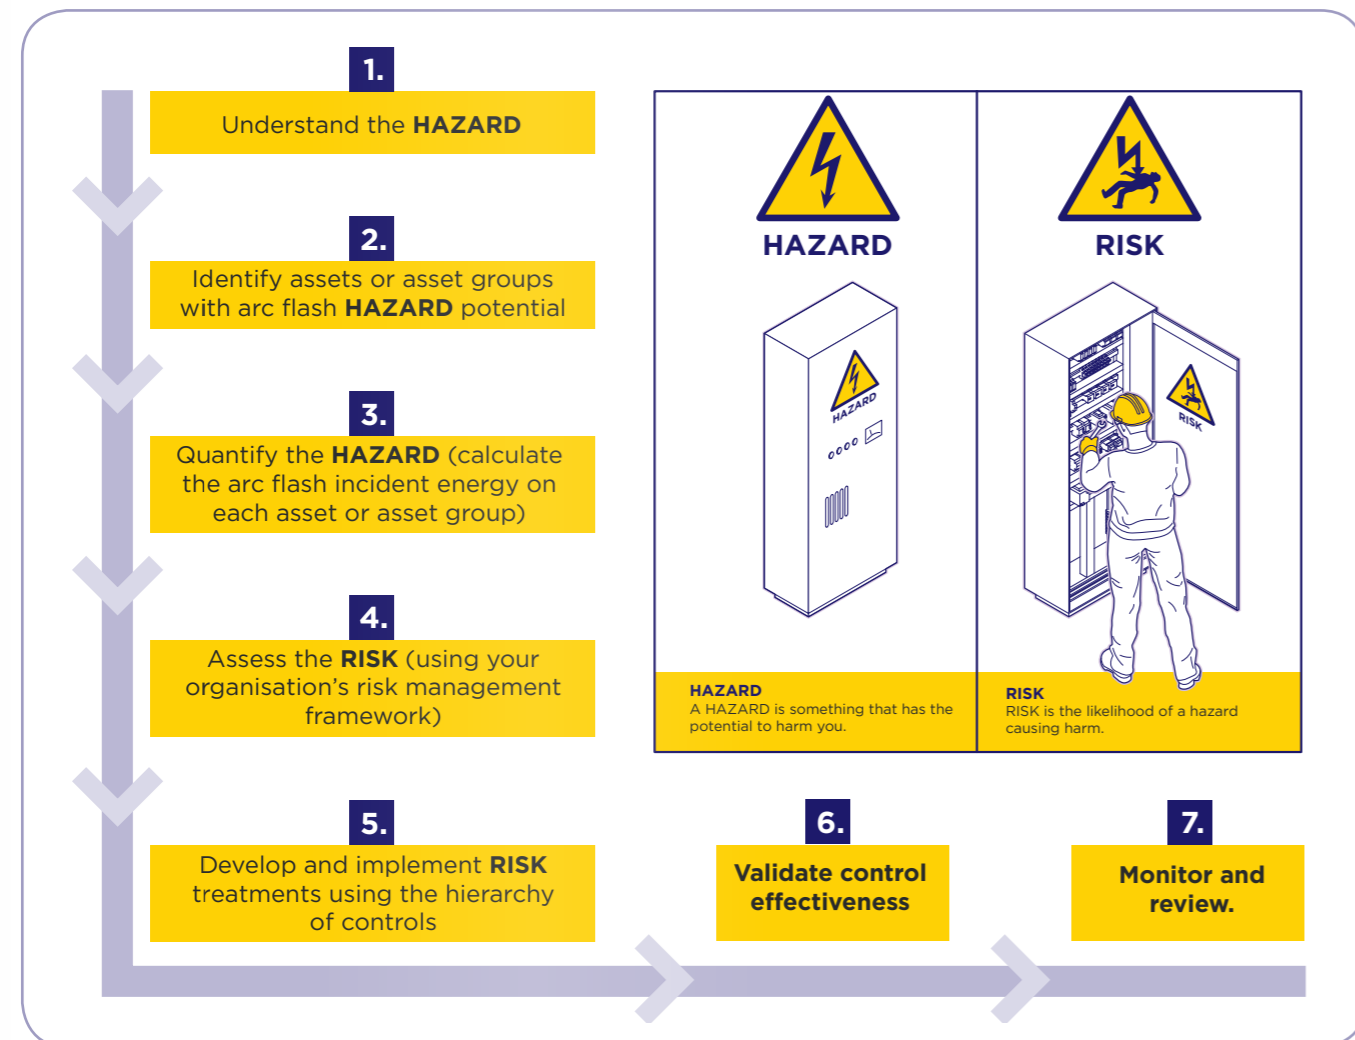 1.
Understand the HAZARD
2.
Identify assets or asset groups
with arc flash HAZARD potential
3.
Quantify the HAZARD (calculate
the arc flash incident energy on
each asset or asset group)
4.
Assess the RISK (using your
organisation's risk management
framework)
5.
Develop and implement RISK
treatments using the hierarchy
of controls
HAZARD
HAZARD
HAZARD
A HAZARD is something that has the
potential to harm you.
RISK
RISK
RISK
RISK is the likelihood of a hazard
causing harm.
6.
Validate control
effectiveness
7.
Monitor and
review.